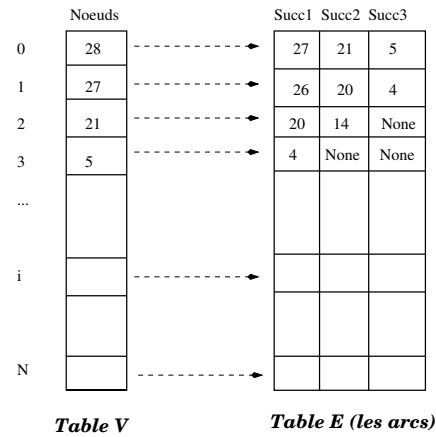 Noeuds Succ1 Succ2 Succ3
0 28 27 21 5
1 27 26 20 4
2 21 20 14 None
3 5 4 None None
...
i
N
Table V Table E (les arcs)